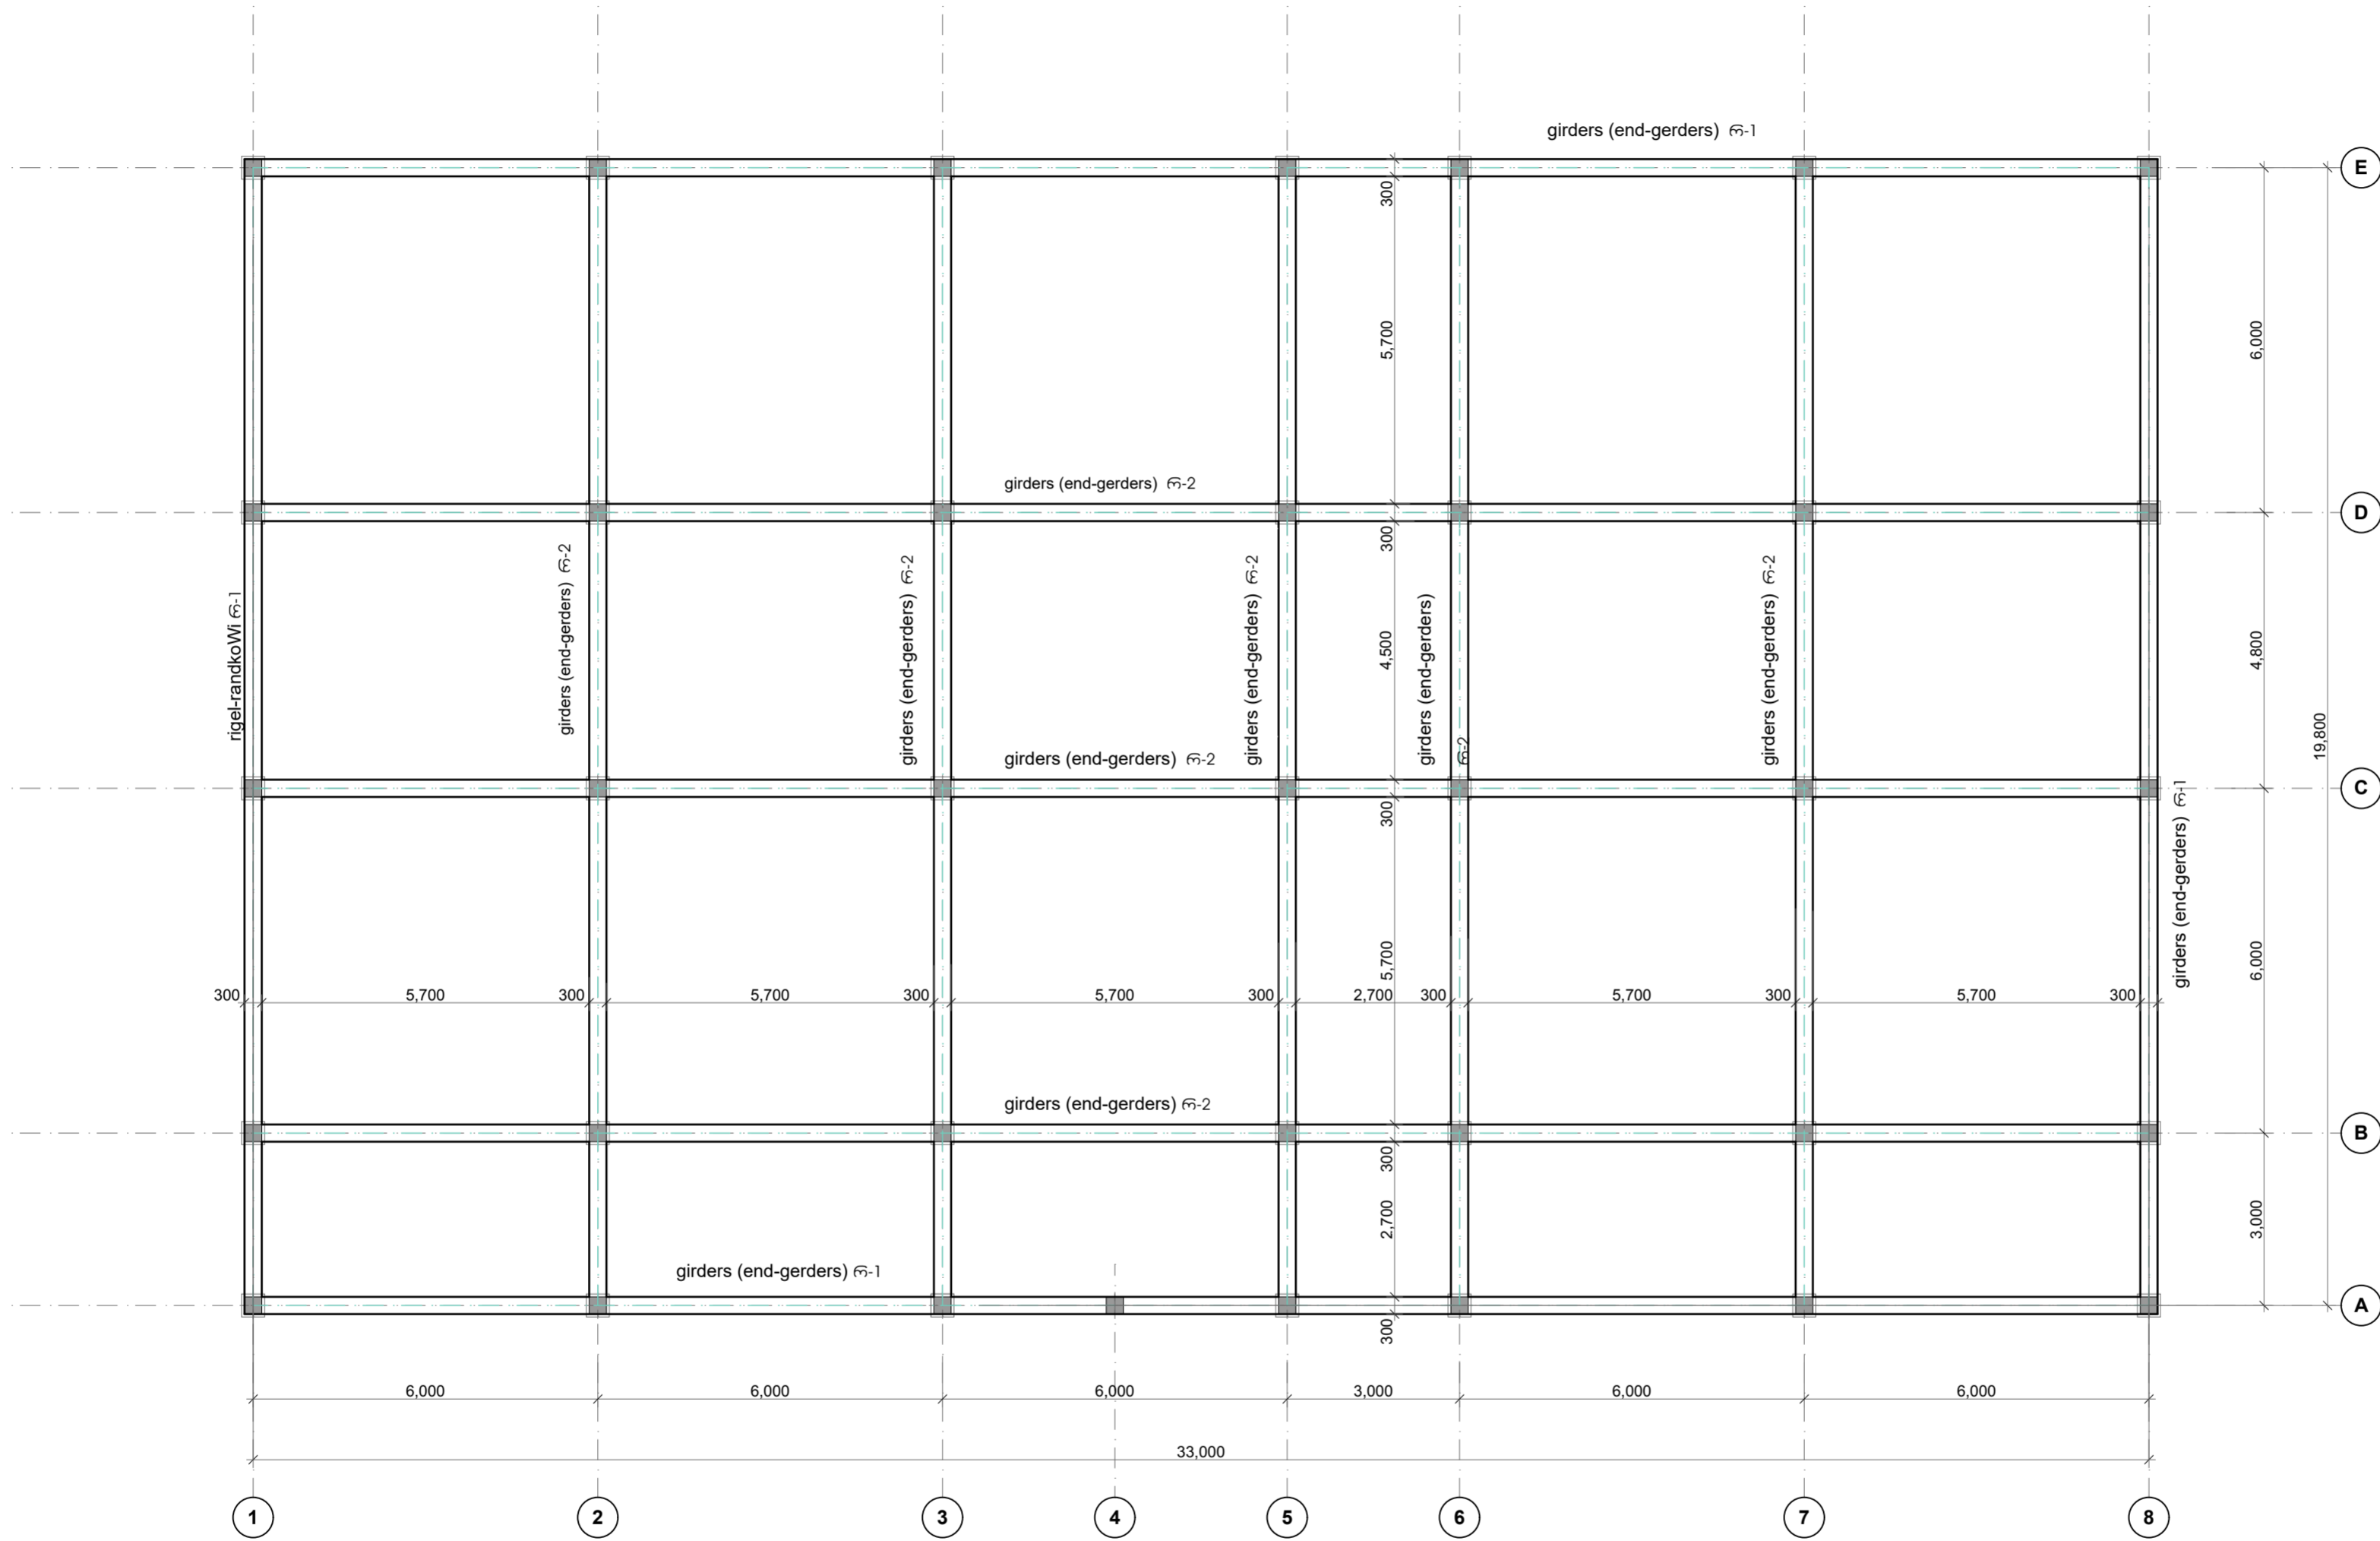 girders (end-gerders) რ-1
E
300
5,700
6,000
girders (end-gerders) რ-2
D
300
rigel-randkoWi რ-1
girders (end-gerders) რ-2
girders (end-gerders) რ-2
girders (end-gerders) რ-2
girders (end-gerders)
რ-2
girders (end-gerders) რ-2
4,500
4,800
19,800
girders (end-gerders) რ-2
C
300
girders (end-gerders) რ-1
5,700
6,000
300
5,700
300
5,700
300
5,700
300
2,700
300
5,700
300
5,700
300
girders (end-gerders) რ-2
B
300
2,700
3,000
girders (end-gerders) რ-1
A
300
6,000
6,000
6,000
3,000
6,000
6,000
33,000
1
2
3
4
5
6
7
8